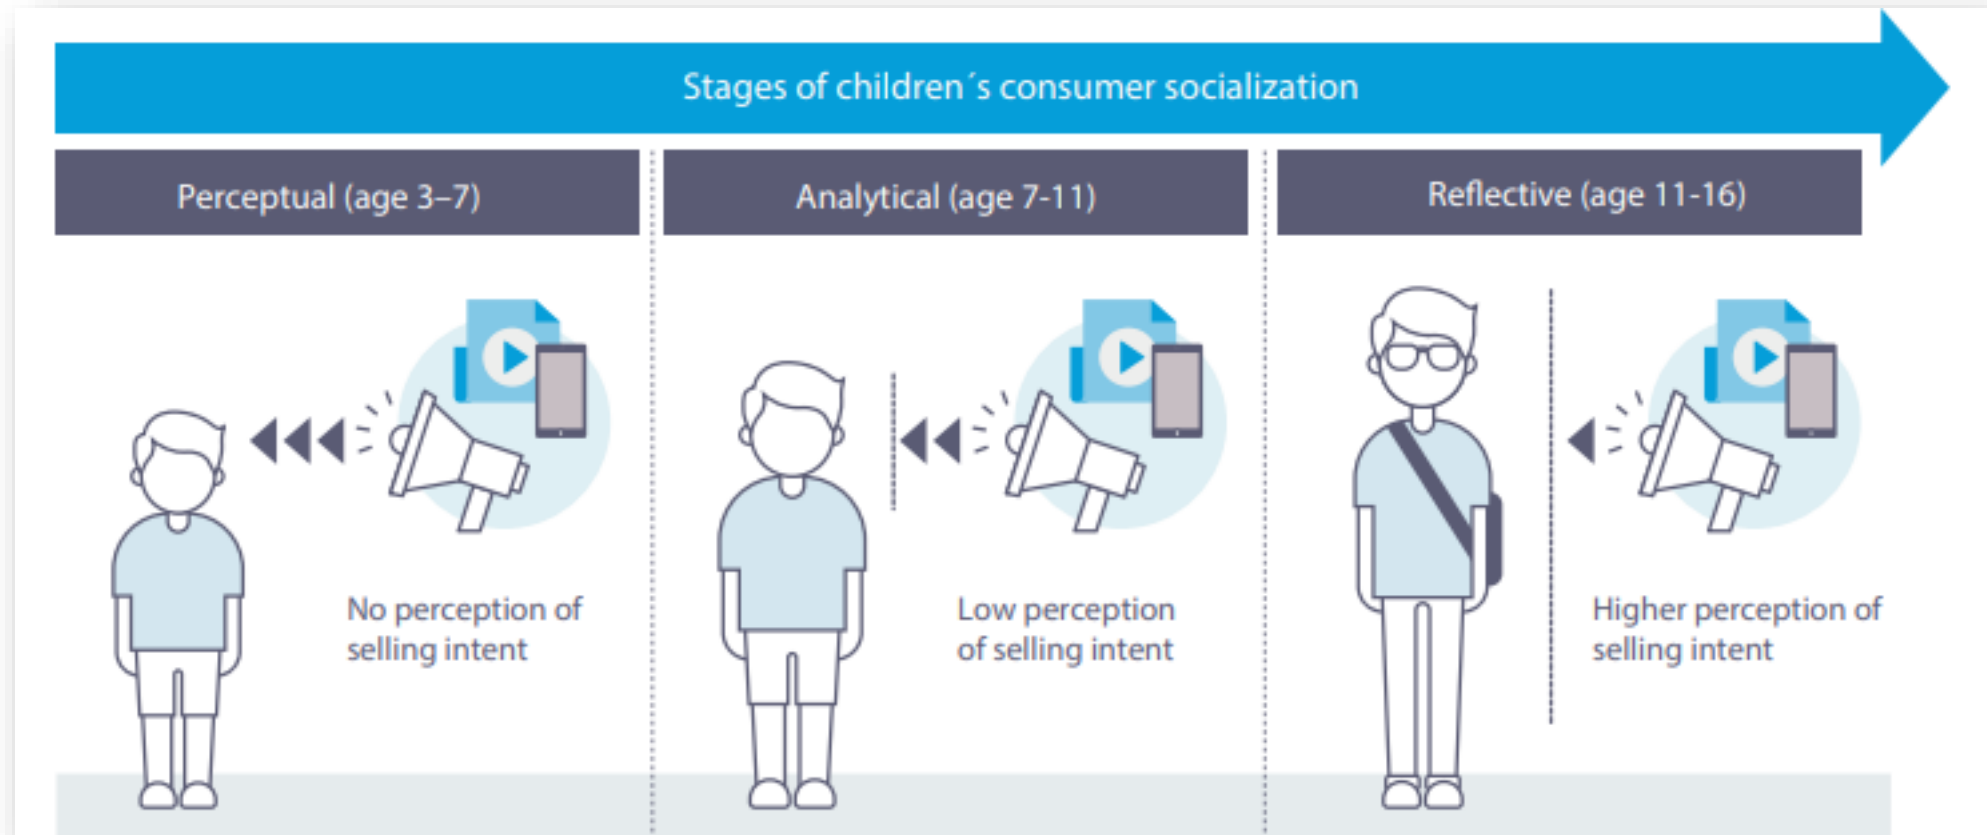 Stages of children´s consumer socialization
Perceptual (age 3–7)
Analytical (age 7-11)
Reflective (age 11-16)
No perception of
selling intent
Low perception
of selling intent
Higher perception of
selling intent